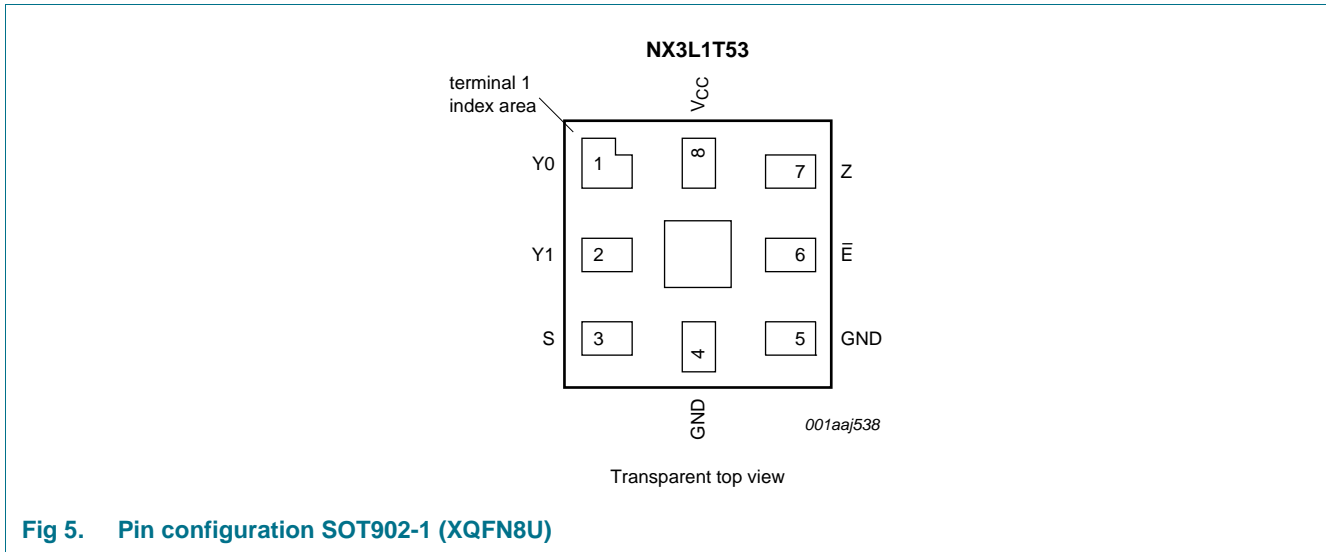 NX3L1T53
terminal 1
index area
VCC
Y0
1
8
7
Z
Y1
2
6
E̅
S
3
4
5
GND
GND
001aaj538
Transparent top view
Fig 5. Pin configuration SOT902-1 (XQFN8U)